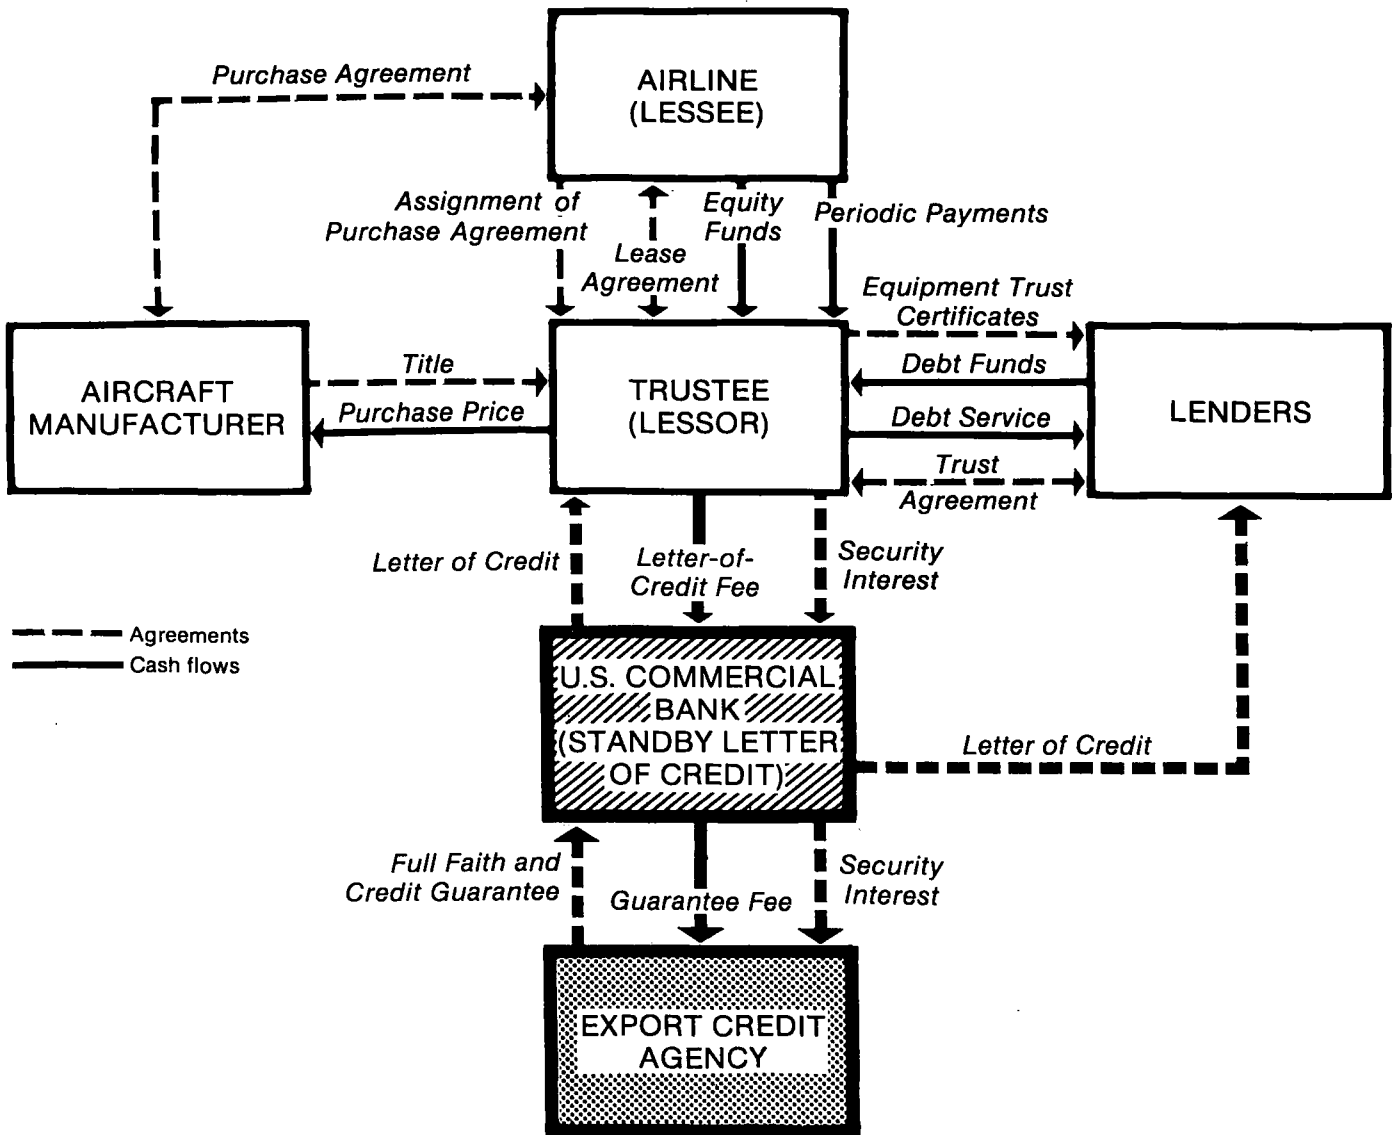 Purchase Agreement
AIRLINE
(LESSEE)
Assignment of
Purchase Agreement
Lease
Agreement
Equity
Funds
Periodic Payments
Equipment Trust
Certificates
AIRCRAFT
MANUFACTURER
Title
Purchase Price
TRUSTEE
(LESSOR)
Debt Funds
Debt Service
Trust
Agreement
LENDERS
Letter of Credit
Letter-of-
Credit Fee
Security
Interest
Agreements
Cash flows
U.S. COMMERCIAL
BANK
(STANDBY LETTER
OF CREDIT)
Letter of Credit
Full Faith and
Credit Guarantee
Guarantee Fee
Security
Interest
EXPORT CREDIT
AGENCY